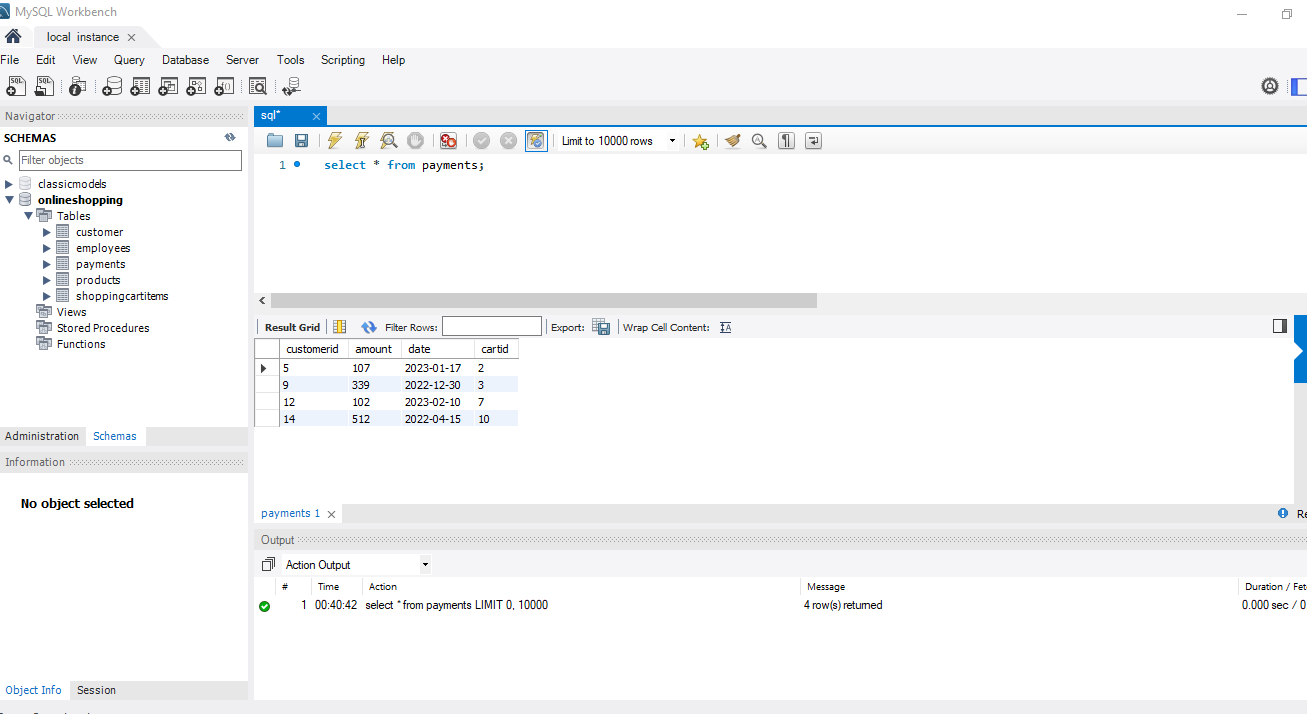 MySQL Workbench
local instance
File Edit View Query Database Server Tools Scripting Help
Navigator
SCHEMAS
Filter objects
classicmodels
onlineshopping
Tables
customer
employees
payments
products
shoppingcartitems
Views
Stored Procedures
Functions
Administration Schemas
Information
No object selected
Object Info Session
sql*
Limit to 10000 rows
1 select * from payments;
Result Grid Filter Rows: Export: Wrap Cell Content:
customerid amount date cartid
5 107 2023-01-17 2
9 339 2022-12-30 3
12 102 2023-02-10 7
14 512 2022-04-15 10
payments 1
Output
Action Output
# Time Action Message Duration /
1 00:40:42 select * from payments LIMIT 0, 10000 4 row(s) returned 0.000 sec / 0